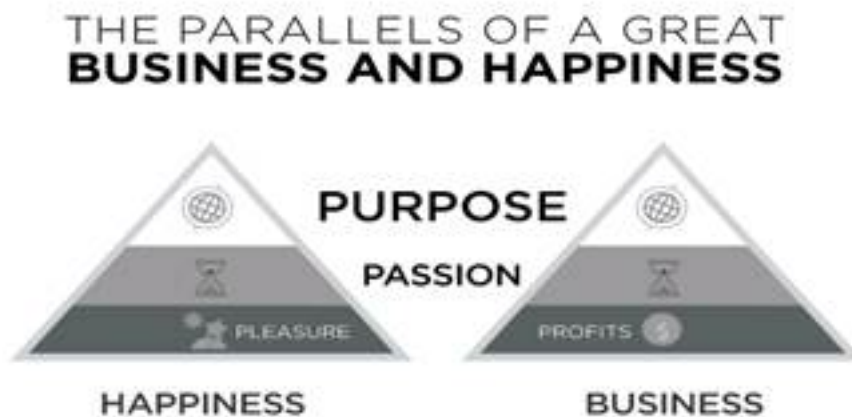 THE PARALLELS OF A GREAT
BUSINESS AND HAPPINESS
PURPOSE
PASSION
PLEASURE
PROFITS $
HAPPINESS
BUSINESS